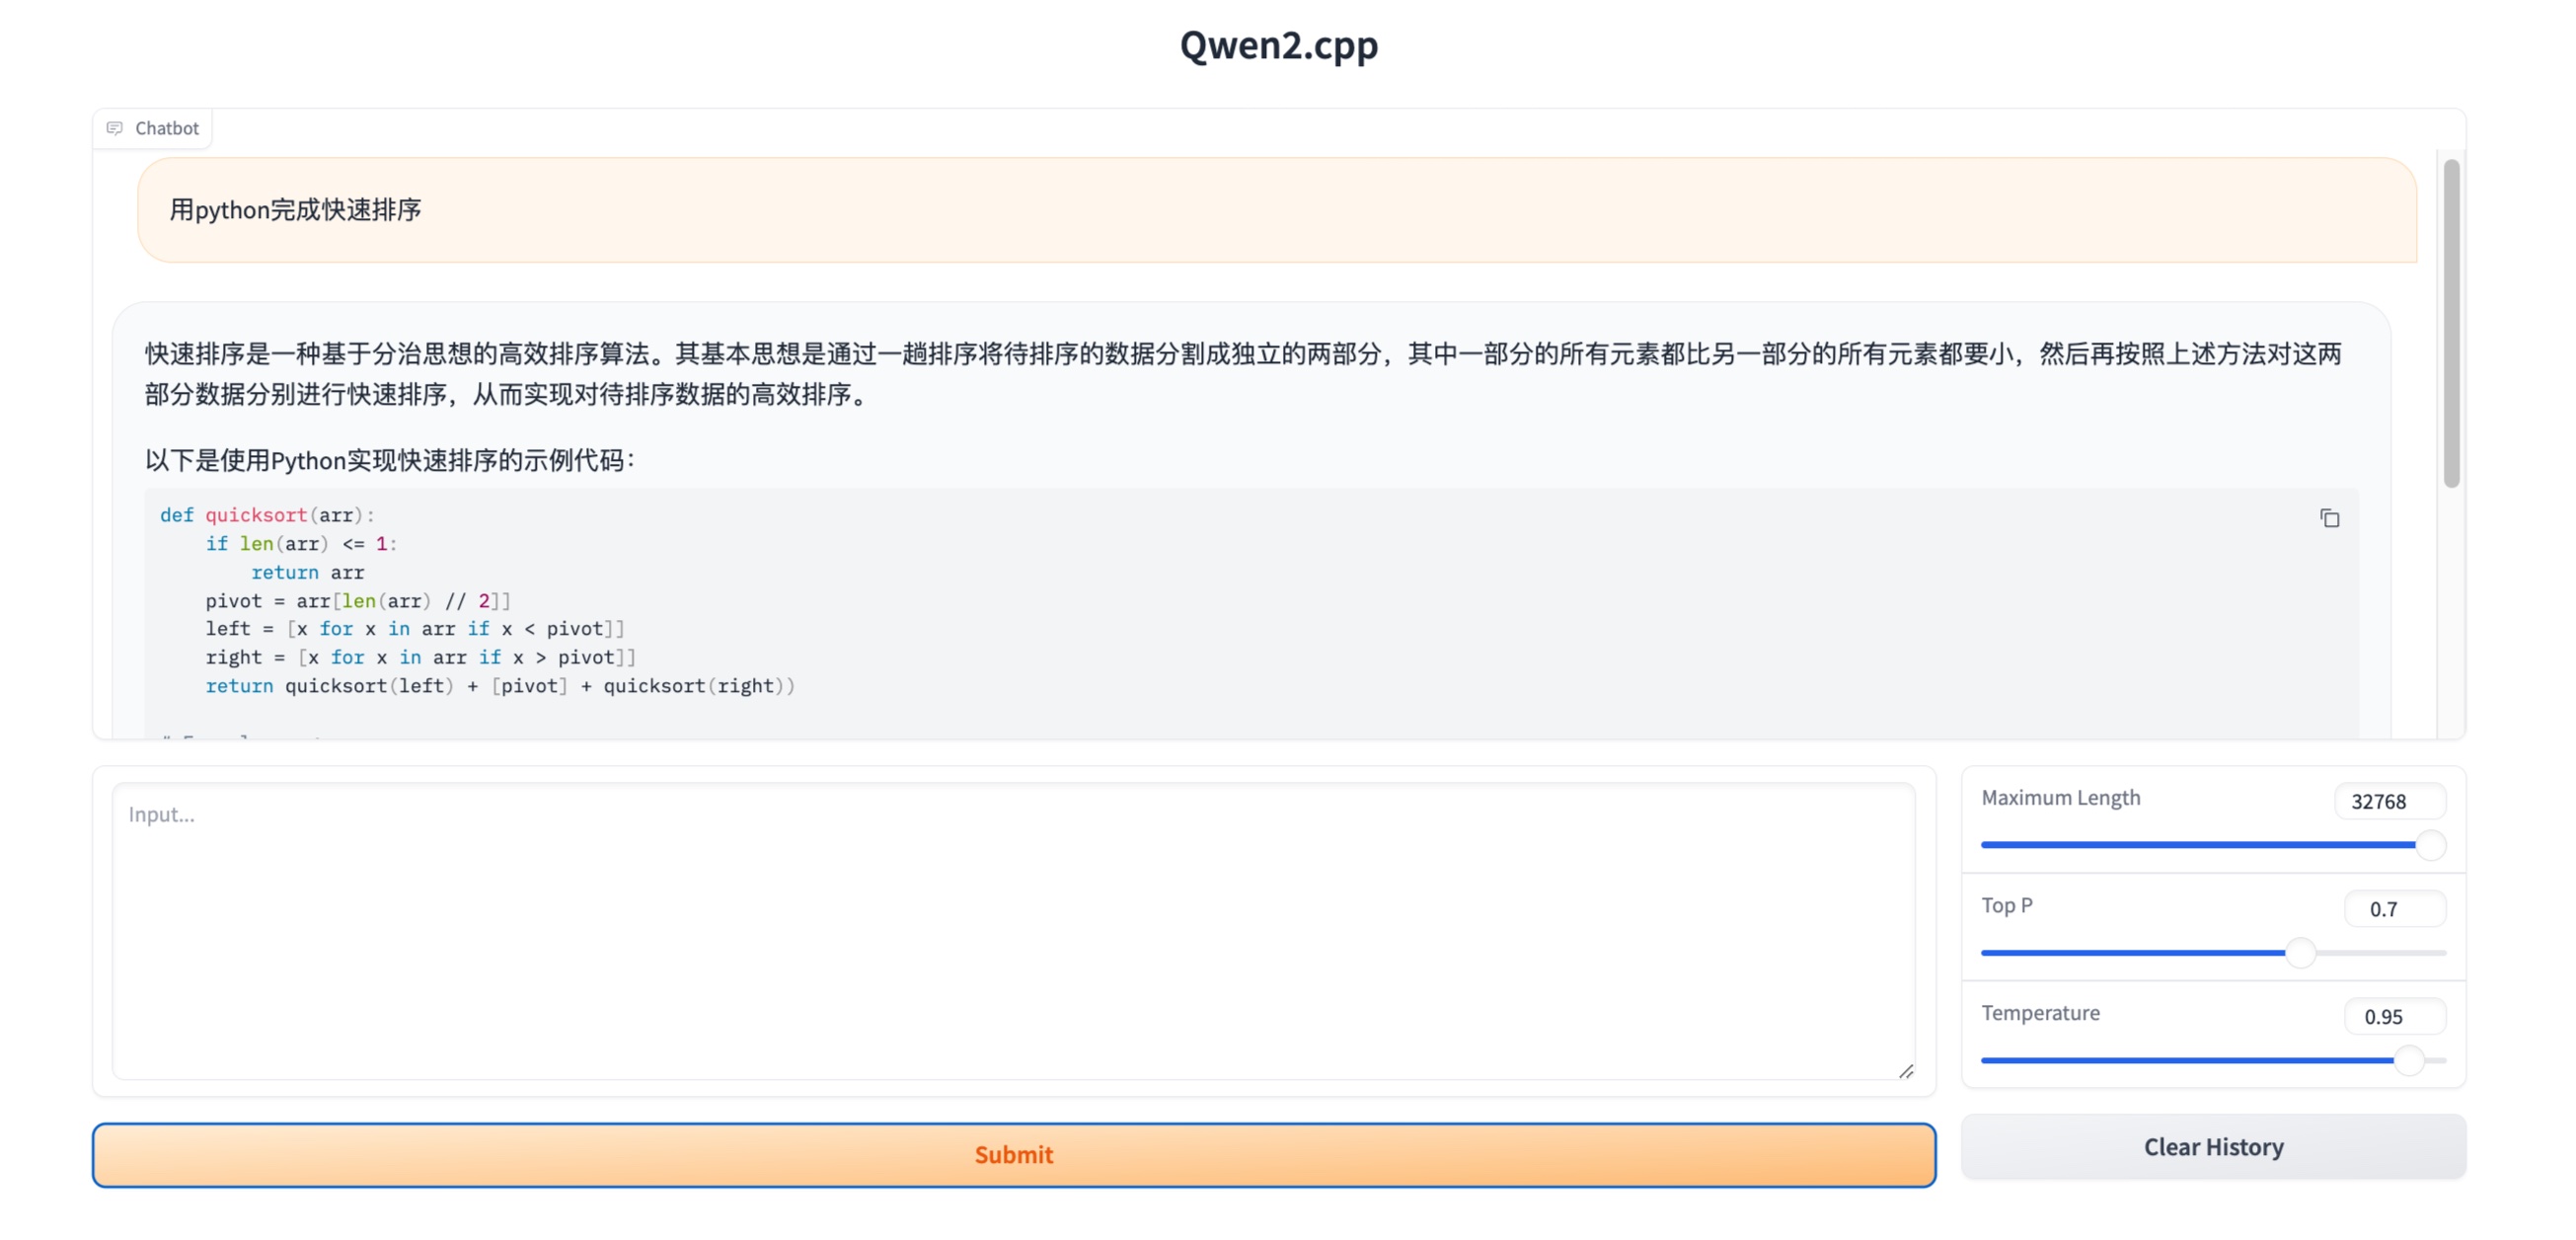 Qwen2.cpp
Chatbot
用python完成快速排序
快速排序是一种基于分治思想的高效排序算法。其基本思想是通过一趟排序将待排序的数据分割成独立的两部分，其中一部分的所有元素都比另一部分的所有元素都要小，然后再按照上述方法对这两
部分数据分别进行快速排序，从而实现对待排序数据的高效排序。
以下是使用Python实现快速排序的示例代码：
def quicksort(arr):
    if len(arr) <= 1:
        return arr
    pivot = arr[len(arr) // 2]]
    left = [x for x in arr if x < pivot]]
    right = [x for x in arr if x > pivot]]
    return quicksort(left) + [pivot] + quicksort(right))
Input...
Maximum Length
32768
Top P
0.7
Temperature
0.95
Submit
Clear History